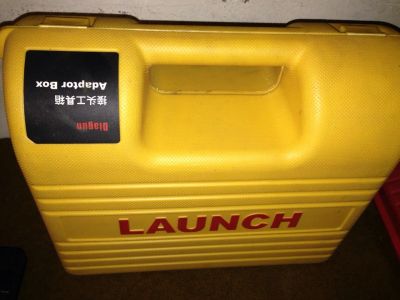 Diagun
接头工具箱
Adaptor Box
LAUNCH